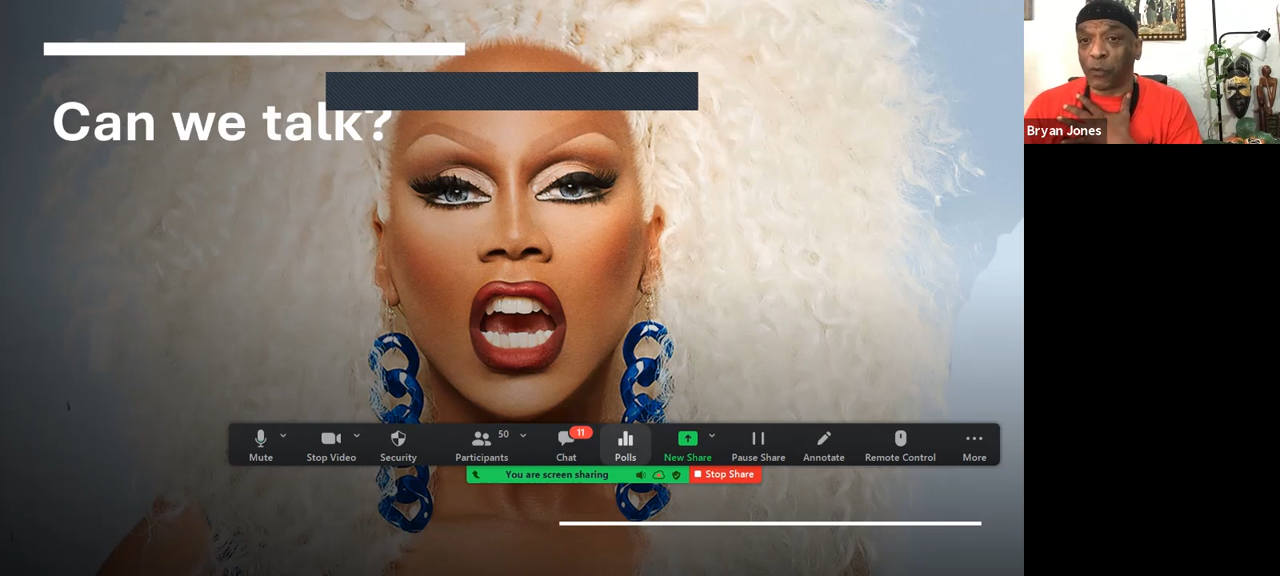 Can we talk?
Bryan Jones
50
11
Mute
Stop Video
Security
Participants
Chat
Polls
New Share
Pause Share
Annotate
Remote Control
More
You are screen sharing
Stop Share